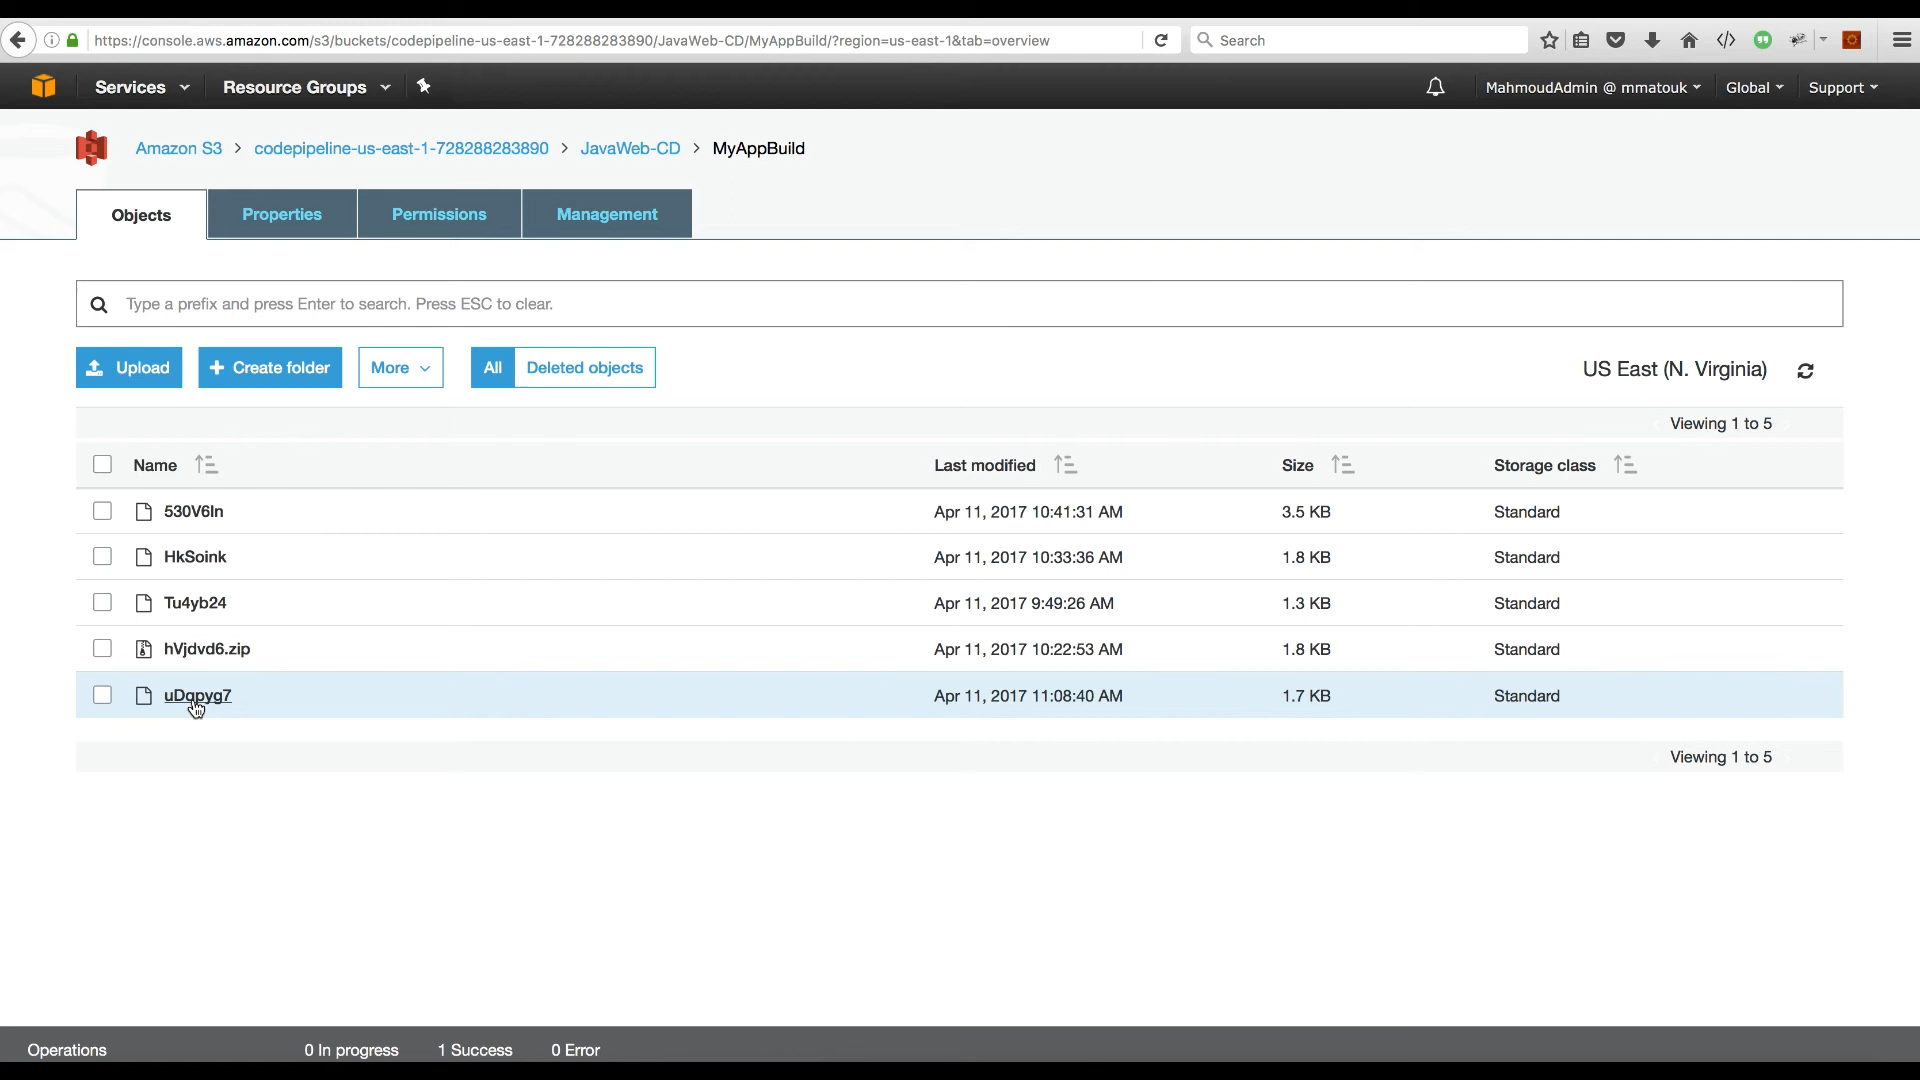 https://console.aws.amazon.com/s3/buckets/codepipeline-us-east-1-728288283890/JavaWeb-CD/MyAppBuild/?region=us-east-1&tab=overview
Search
Services
Resource Groups
MahmoudAdmin @ mmatouk
Global
Support
Amazon S3 > codepipeline-us-east-1-728288283890 > JavaWeb-CD > MyAppBuild
Objects
Properties
Permissions
Management
Type a prefix and press Enter to search. Press ESC to clear.
Upload
+ Create folder
More
All
Deleted objects
US East (N. Virginia)
Viewing 1 to 5
Name Last modified Size Storage class
530V6In Apr 11, 2017 10:41:31 AM 3.5 KB Standard
HkSoink Apr 11, 2017 10:33:36 AM 1.8 KB Standard
Tu4yb24 Apr 11, 2017 9:49:26 AM 1.3 KB Standard
hVjdvd6.zip Apr 11, 2017 10:22:53 AM 1.8 KB Standard
uDqpyg7 Apr 11, 2017 11:08:40 AM 1.7 KB Standard
Viewing 1 to 5
Operations 0 In progress 1 Success 0 Error